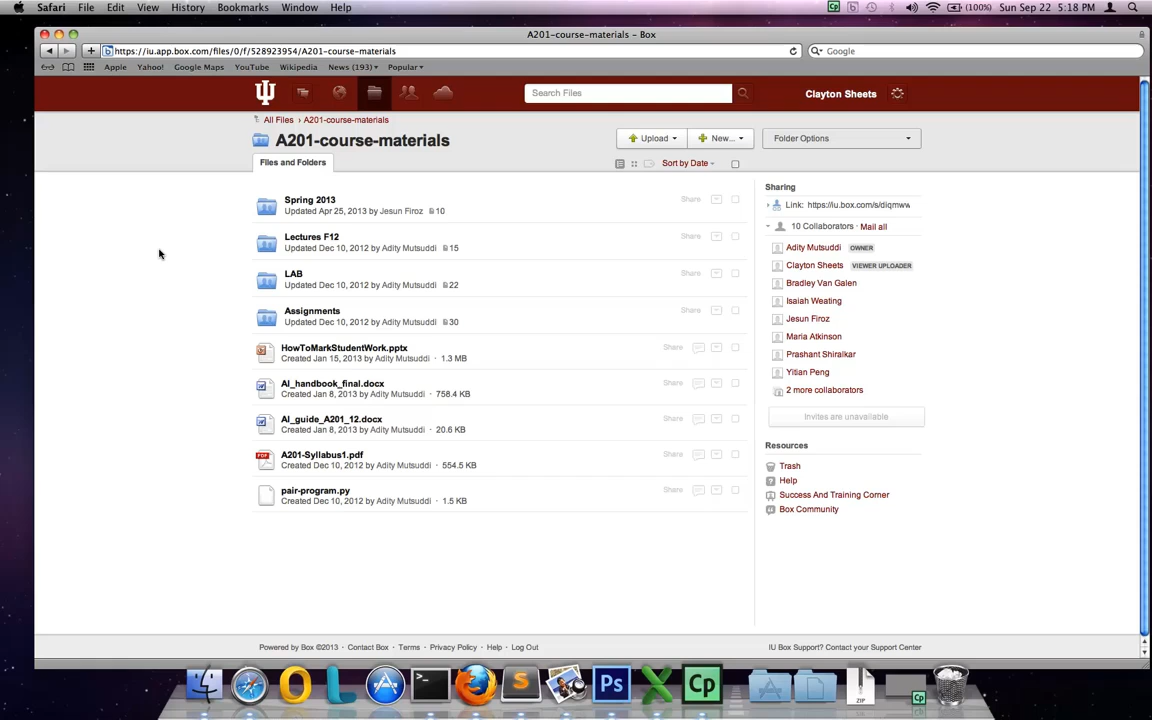 Safari File Edit View History Bookmarks Window Help (100%) Sun Sep 22 5:18 PM
A201-course-materials – Box
https://iu.app.box.com/files/0/f/528923954/A201-course-materials Google
Apple Yahoo! Google Maps YouTube Wikipedia News (193) Popular
Search Files Clayton Sheets
All Files › A201-course-materials
A201-course-materials Upload New... Folder Options
Files and Folders Sort by Date
Sharing
Spring 2013 Share
Updated Apr 25, 2013 by Jesun Firoz 10
Link: https://iu.box.com/s/diqmww
10 Collaborators · Mail all
Lectures F12 Share
Updated Dec 10, 2012 by Adity Mutsuddi 15
Adity Mutsuddi OWNER
Clayton Sheets VIEWER UPLOADER
LAB Share
Updated Dec 10, 2012 by Adity Mutsuddi 22
Bradley Van Galen
Isaiah Weating
Assignments Share
Updated Dec 10, 2012 by Adity Mutsuddi 30
Jesun Firoz
Maria Atkinson
HowToMarkStudentWork.pptx Share
Created Jan 15, 2013 by Adity Mutsuddi · 1.3 MB
Prashant Shiralkar
Yitian Peng
AI_handbook_final.docx Share
Created Jan 8, 2013 by Adity Mutsuddi · 758.4 KB
2 more collaborators
Invites are unavailable
AI_guide_A201_12.docx Share
Created Jan 8, 2013 by Adity Mutsuddi · 20.6 KB
Resources
A201-Syllabus1.pdf Share
Created Dec 10, 2012 by Adity Mutsuddi · 554.5 KB
Trash
Help
pair-program.py Share
Created Dec 10, 2012 by Adity Mutsuddi · 1.5 KB
Success And Training Corner
Box Community
Powered by Box ©2013 · Contact Box · Terms · Privacy Policy · Help · Log Out IU Box Support? Contact your Support Center
O L S Ps X Cp ZIP Cp